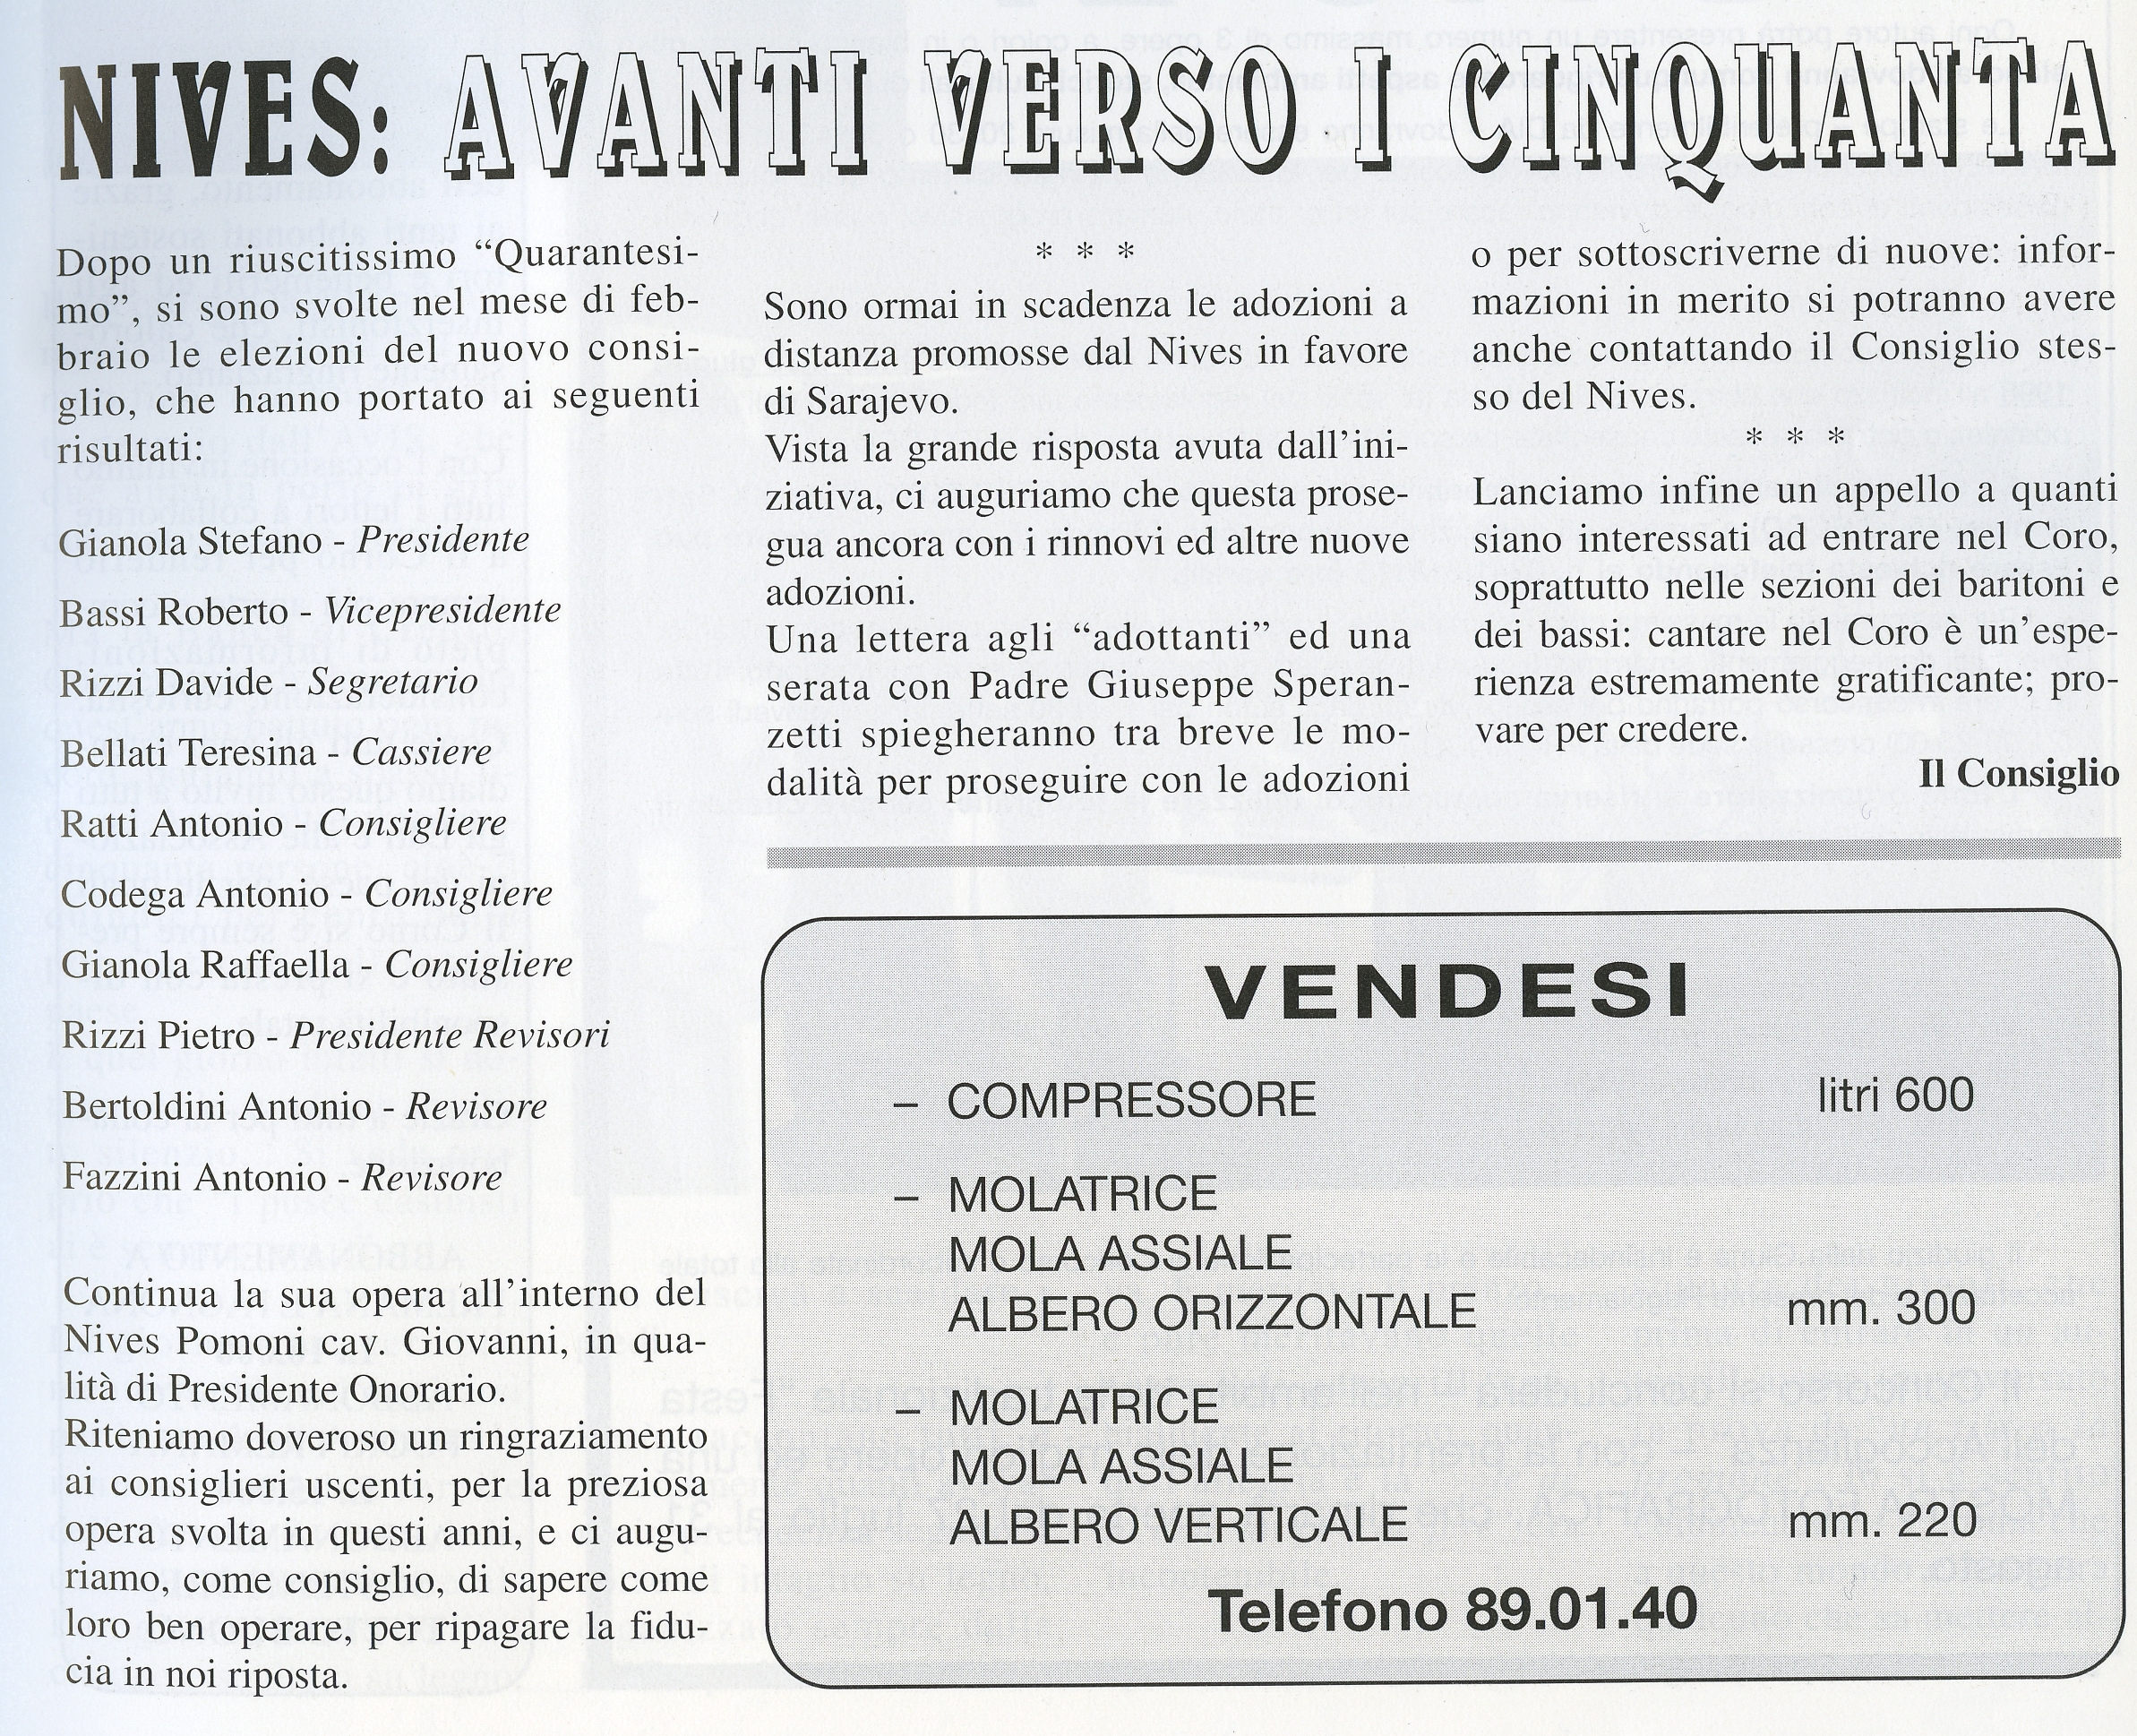 NIVES: AVANTI VERSO I CINQUANTA
Dopo un riuscitissimo “Quarantesi-
mo”, si sono svolte nel mese di feb-
braio le elezioni del nuovo consi-
glio, che hanno portato ai seguenti
risultati:
Gianola Stefano - Presidente
Bassi Roberto - Vicepresidente
Rizzi Davide - Segretario
Bellati Teresina - Cassiere
Ratti Antonio - Consigliere
Codega Antonio - Consigliere
Gianola Raffaella - Consigliere
Rizzi Pietro - Presidente Revisori
Bertoldini Antonio - Revisore
Fazzini Antonio - Revisore
Continua la sua opera all’interno del
Nives Pomoni cav. Giovanni, in qua-
lità di Presidente Onorario.
Riteniamo doveroso un ringraziamento
ai consiglieri uscenti, per la preziosa
opera svolta in questi anni, e ci augu-
riamo, come consiglio, di sapere come
loro ben operare, per ripagare la fidu-
cia in noi riposta.
* * *
Sono ormai in scadenza le adozioni a
distanza promosse dal Nives in favore
di Sarajevo.
Vista la grande risposta avuta dall’ini-
ziativa, ci auguriamo che questa prose-
gua ancora con i rinnovi ed altre nuove
adozioni.
Una lettera agli “adottanti” ed una
serata con Padre Giuseppe Speran-
zetti spiegheranno tra breve le mo-
dalità per proseguire con le adozioni
o per sottoscriverne di nuove: infor-
mazioni in merito si potranno avere
anche contattando il Consiglio stes-
so del Nives.
* * *
Lanciamo infine un appello a quanti
siano interessati ad entrare nel Coro,
soprattutto nelle sezioni dei baritoni e
dei bassi: cantare nel Coro è un’espe-
rienza estremamente gratificante; pro-
vare per credere.
Il Consiglio
VENDESI
– COMPRESSORE litri 600
– MOLATRICE
MOLA ASSIALE
ALBERO ORIZZONTALE mm. 300
– MOLATRICE
MOLA ASSIALE
ALBERO VERTICALE mm. 220
Telefono 89.01.40